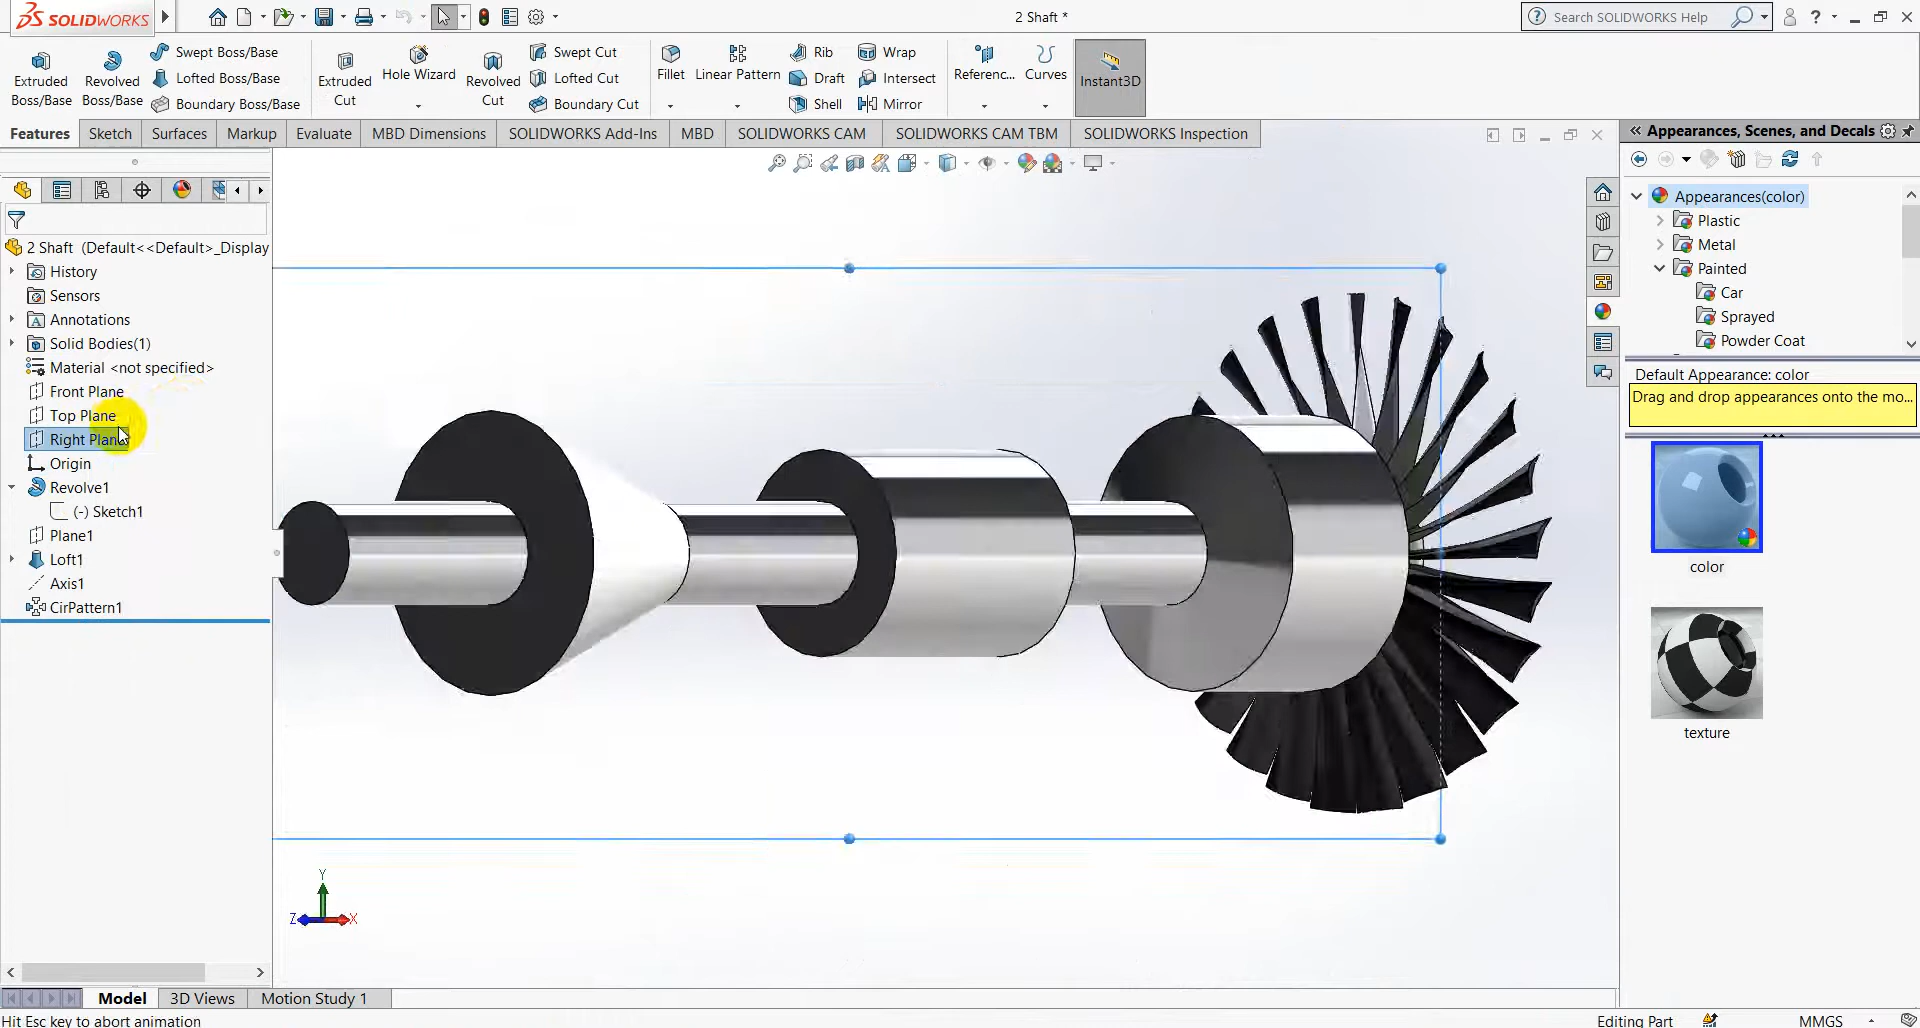 SOLIDWORKS
2 Shaft *
Search SOLIDWORKS Help
?
Extruded Boss/Base
Revolved Boss/Base
Swept Boss/Base
Lofted Boss/Base
Boundary Boss/Base
Extruded Cut
Hole Wizard
Revolved Cut
Swept Cut
Lofted Cut
Boundary Cut
Fillet
Linear Pattern
Rib
Draft
Shell
Wrap
Intersect
Mirror
Referenc...
Curves
Instant3D
Features
Sketch
Surfaces
Markup
Evaluate
MBD Dimensions
SOLIDWORKS Add-Ins
MBD
SOLIDWORKS CAM
SOLIDWORKS CAM TBM
SOLIDWORKS Inspection
2 Shaft (Default<<Default>_Display
History
Sensors
Annotations
Solid Bodies(1)
Material <not specified>
Front Plane
Top Plane
Right Plane
Origin
Revolve1
(-) Sketch1
Plane1
Loft1
Axis1
CirPattern1
Y
Z
X
Appearances, Scenes, and Decals
Appearances(color)
Plastic
Metal
Painted
Car
Sprayed
Powder Coat
Default Appearance: color
Drag and drop appearances onto the mo...
color
texture
Model
3D Views
Motion Study 1
Hit Esc key to abort animation
Editing Part
MMGS